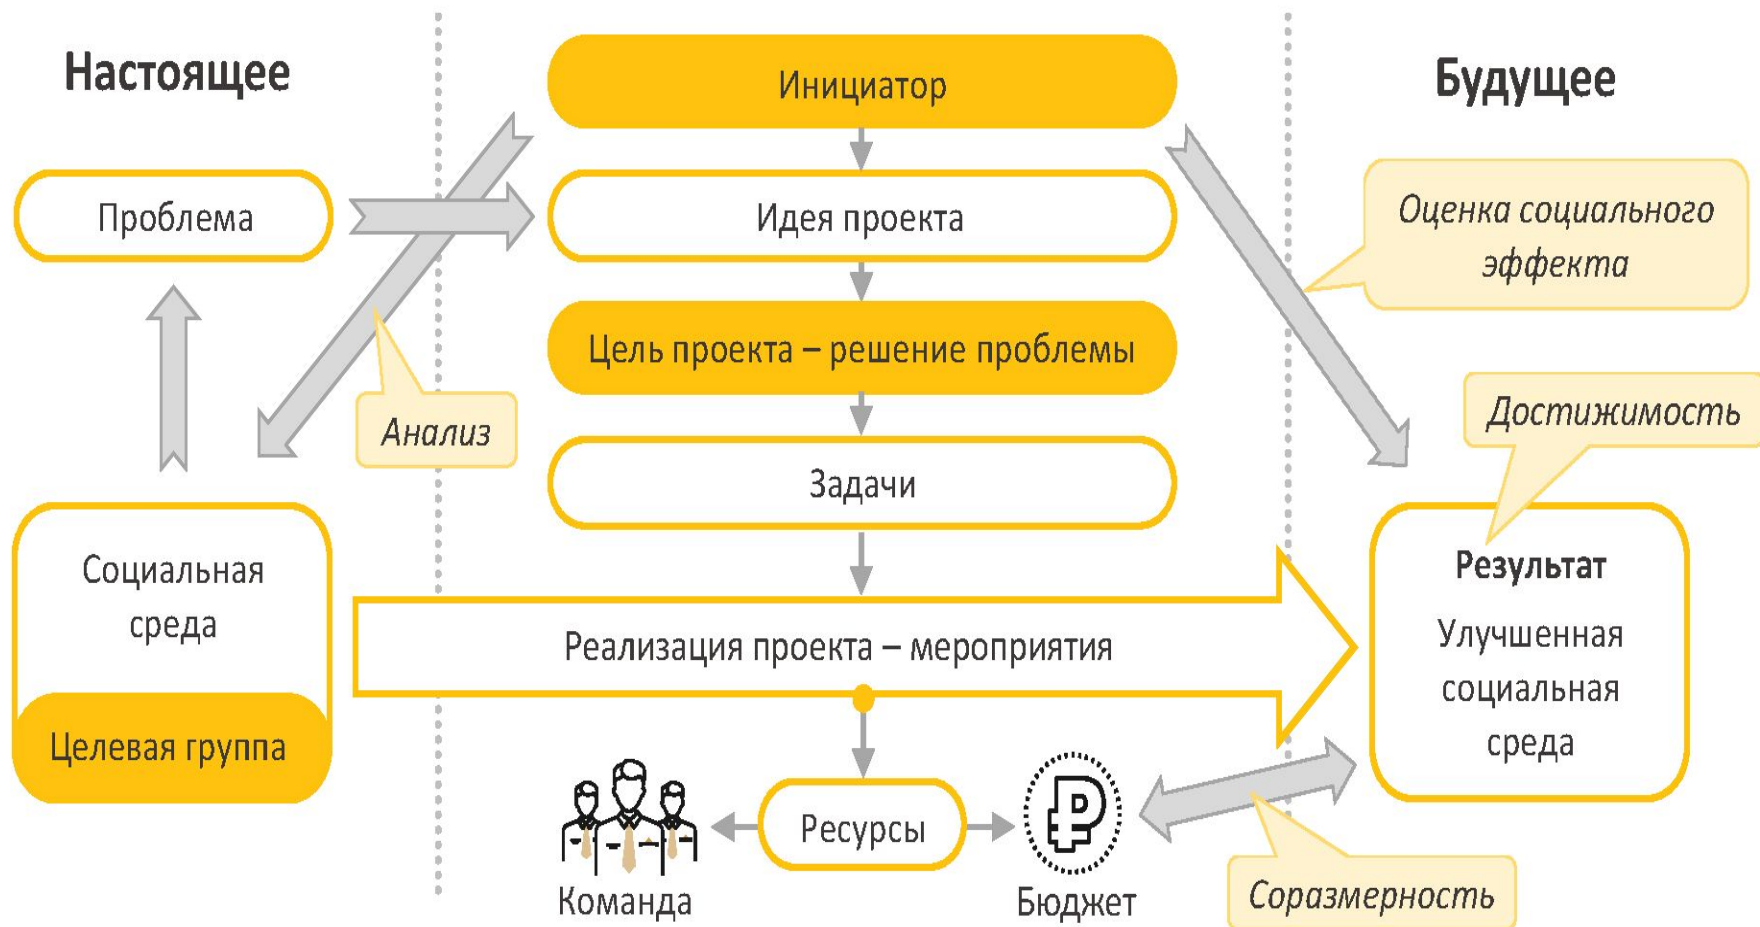 Настоящее
Проблема
Социальная
среда
Целевая группа
Анализ
Инициатор
Идея проекта
Цель проекта – решение проблемы
Задачи
Реализация проекта – мероприятия
Ресурсы
Команда
Бюджет
Будущее
Оценка социального
эффекта
Достижимость
Результат
Улучшенная
социальная
среда
Соразмерность